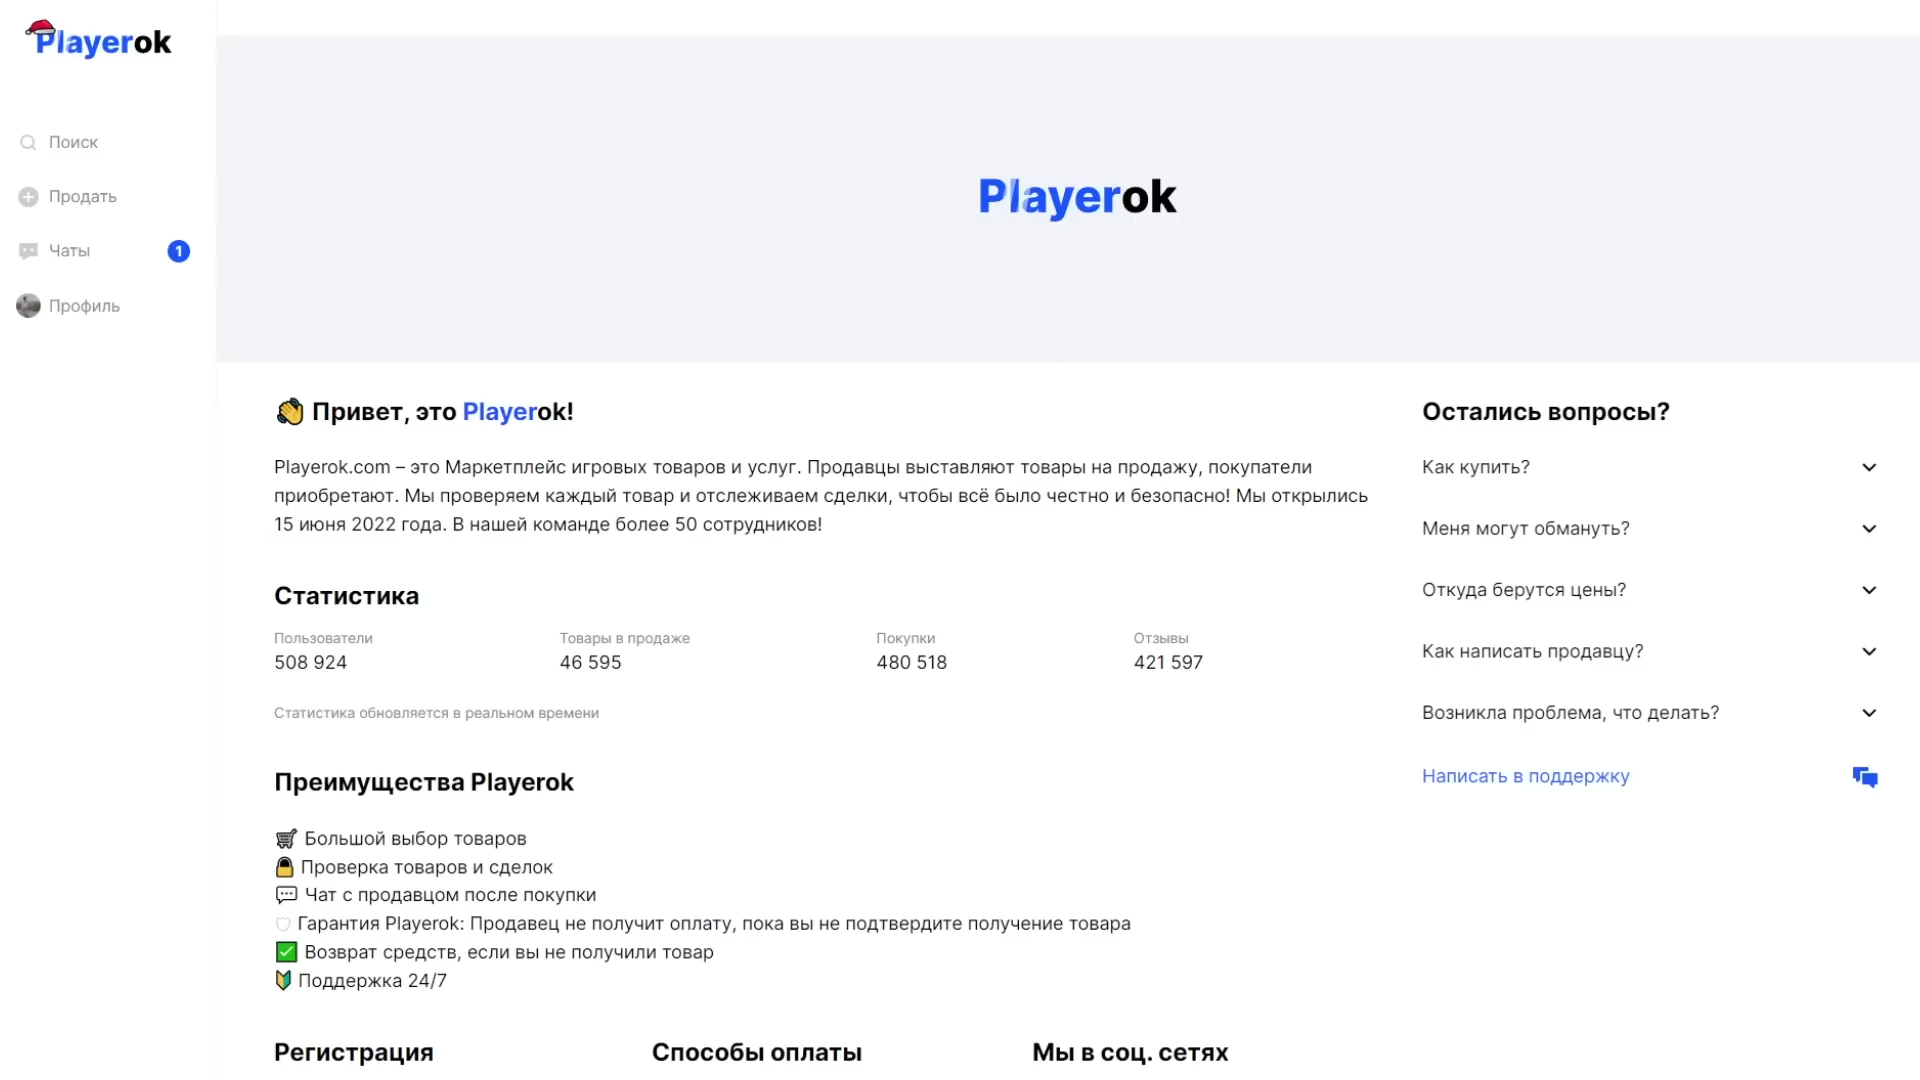 Playerok
Поиск
Продать
Чаты 1
Профиль
Playerok
Привет, это Playerok!
Playerok.com – это Маркетплейс игровых товаров и услуг. Продавцы выставляют товары на продажу, покупатели
приобретают. Мы проверяем каждый товар и отслеживаем сделки, чтобы всё было честно и безопасно! Мы открылись
15 июня 2022 года. В нашей команде более 50 сотрудников!
Статистика
Пользователи Товары в продаже Покупки Отзывы
508 924 46 595 480 518 421 597
Статистика обновляется в реальном времени
Преимущества Playerok
Большой выбор товаров
Проверка товаров и сделок
Чат с продавцом после покупки
Гарантия Playerok: Продавец не получит оплату, пока вы не подтвердите получение товара
Возврат средств, если вы не получили товар
Поддержка 24/7
Регистрация Способы оплаты Мы в соц. сетях
Остались вопросы?
Как купить?
Меня могут обмануть?
Откуда берутся цены?
Как написать продавцу?
Возникла проблема, что делать?
Написать в поддержку